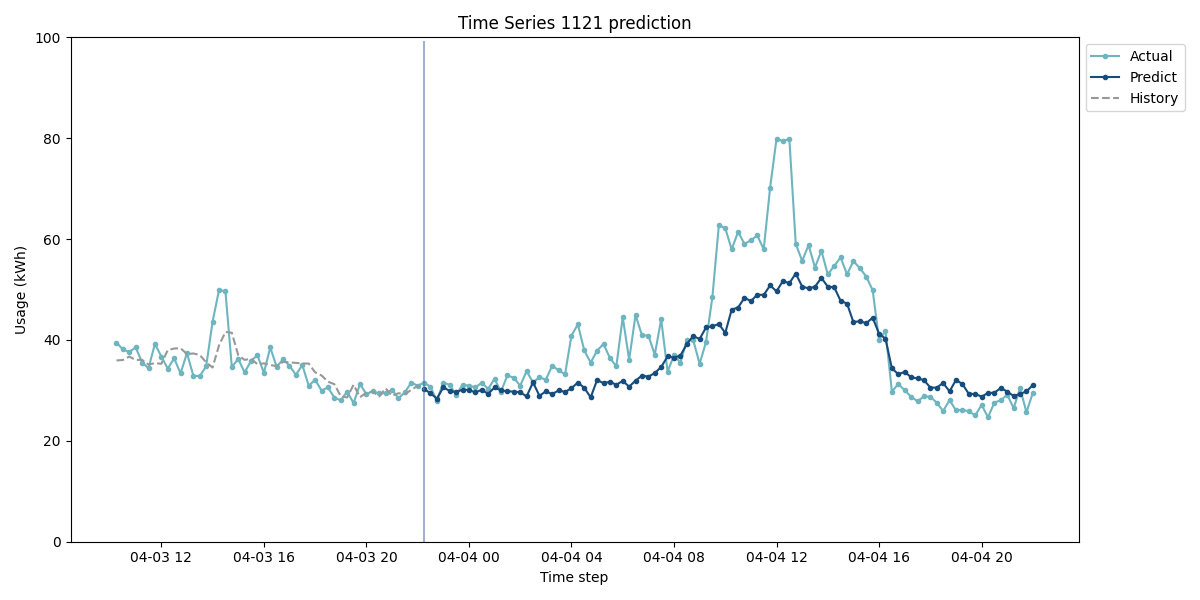 Time Series 1121 prediction
100
80
60
40
20
0
Usage (kWh)
04-03 12
04-03 16
04-03 20
04-04 00
04-04 04
04-04 08
04-04 12
04-04 16
04-04 20
Time step
Actual
Predict
History